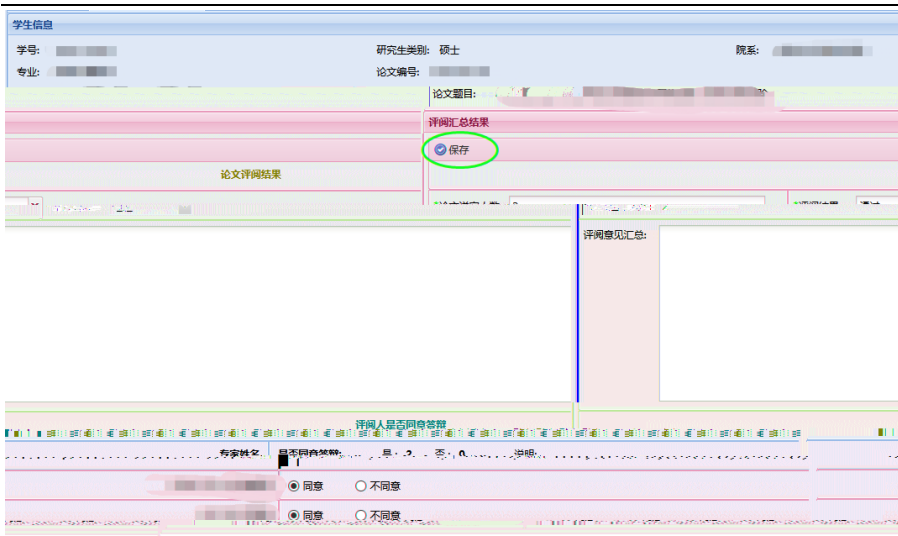 学生信息
学号: 研究生类别: 硕士 院系:
专业: 论文编号:
论文题目:
评阅汇总结果
保存
论文评阅结果
评阅意见汇总:
评阅人是否同意答辩
专家姓名 是否同意答辩: 是: 2 否: 0 说明:
同意 不同意
同意 不同意